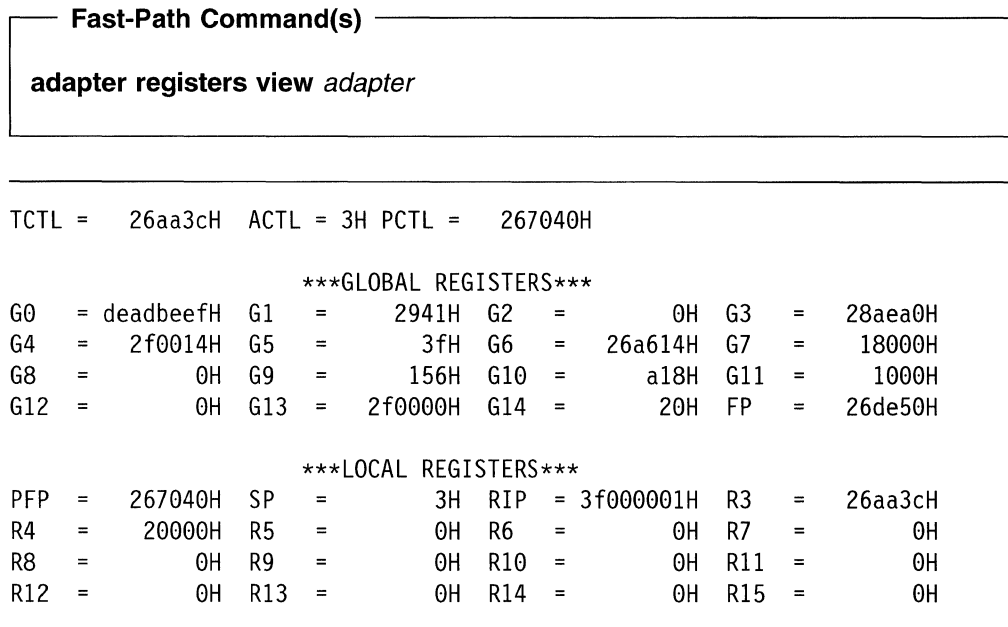 Fast-Path Command(s)
adapter registers view adapter
TCTL = 26aa3cH ACTL = 3H PCTL = 267040H
***GLOBAL REGISTERS***
G0 = deadbeefH G1 = 2941H G2 = 0H G3 = 28aea0H
G4 = 2f0014H G5 = 3fH G6 = 26a614H G7 = 18000H
G8 = 0H G9 = 156H G10 = a18H G11 = 1000H
G12 = 0H G13 = 2f0000H G14 = 20H FP = 26de50H
***LOCAL REGISTERS***
PFP = 267040H SP = 3H RIP = 3f000001H R3 = 26aa3cH
R4 = 20000H R5 = 0H R6 = 0H R7 = 0H
R8 = 0H R9 = 0H R10 = 0H R11 = 0H
R12 = 0H R13 = 0H R14 = 0H R15 = 0H